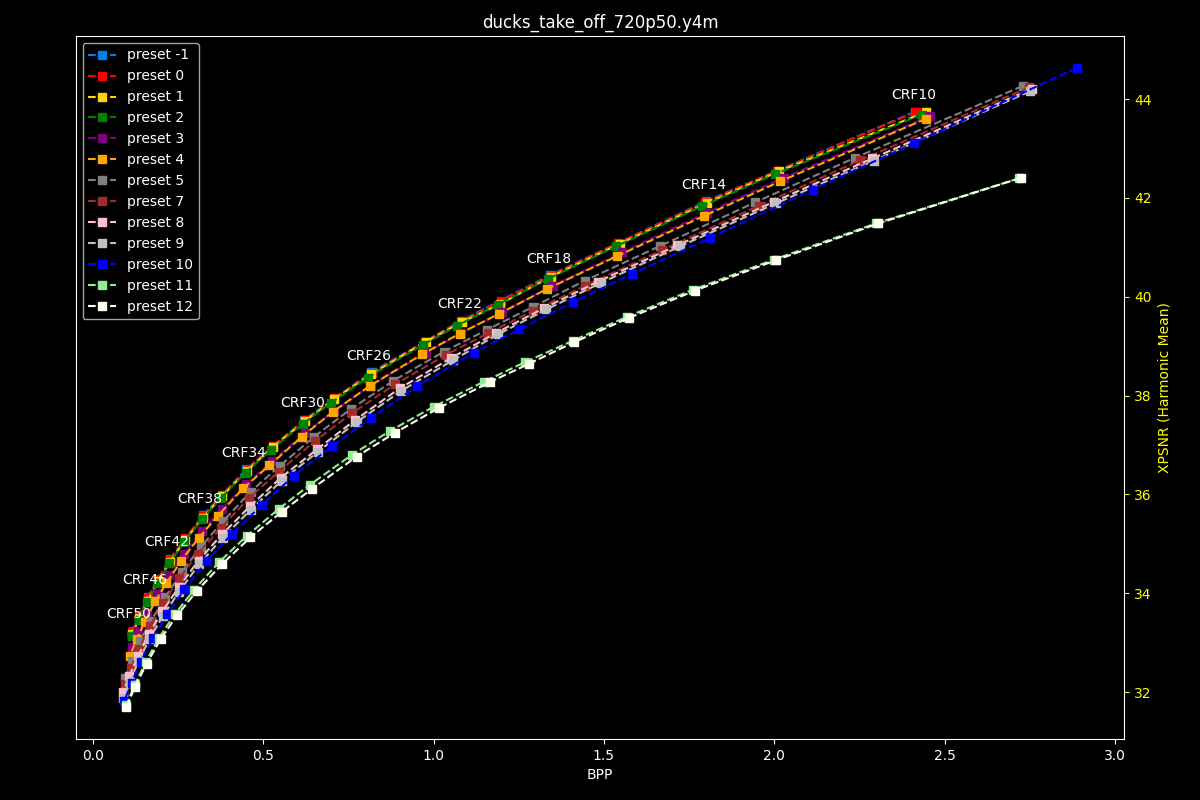 ducks_take_off_720p50.y4m
preset -1
preset 0
preset 1
preset 2
preset 3
preset 4
preset 5
preset 7
preset 8
preset 9
preset 10
preset 11
preset 12
CRF10
CRF14
CRF18
CRF22
CRF26
CRF30
CRF34
CRF38
CRF42
CRF46
CRF50
44
42
40
38
36
34
32
XPSNR (Harmonic Mean)
0.0 0.5 1.0 1.5 2.0 2.5 3.0
BPP